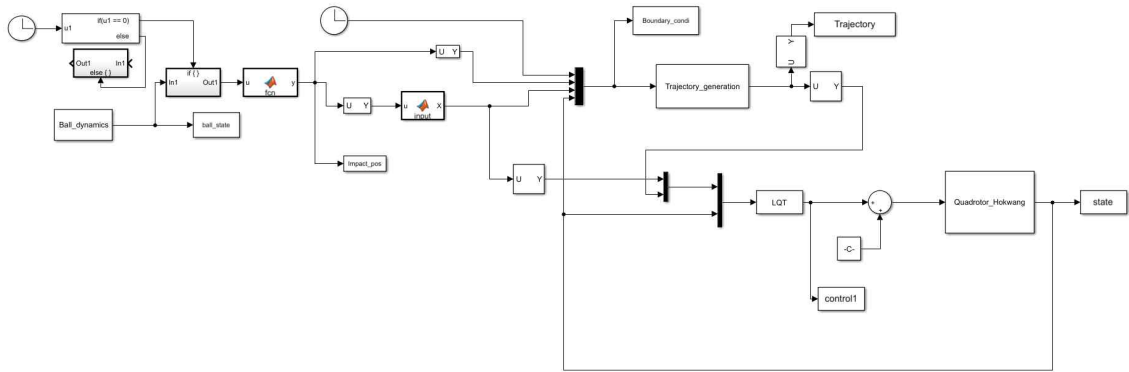 u1
if(u1 == 0)
else
Out1
In1
else { }
if { }
In1
Out1
u
y
fcn
Ball_dynamics
ball_state
U Y
U Y
u
X
input
Impact_pos
U Y
Boundary_condi
Trajectory_generation
U Y
Trajectory
U Y
LQT
+
+
-C-
control1
Quadrotor_Hokwang
state